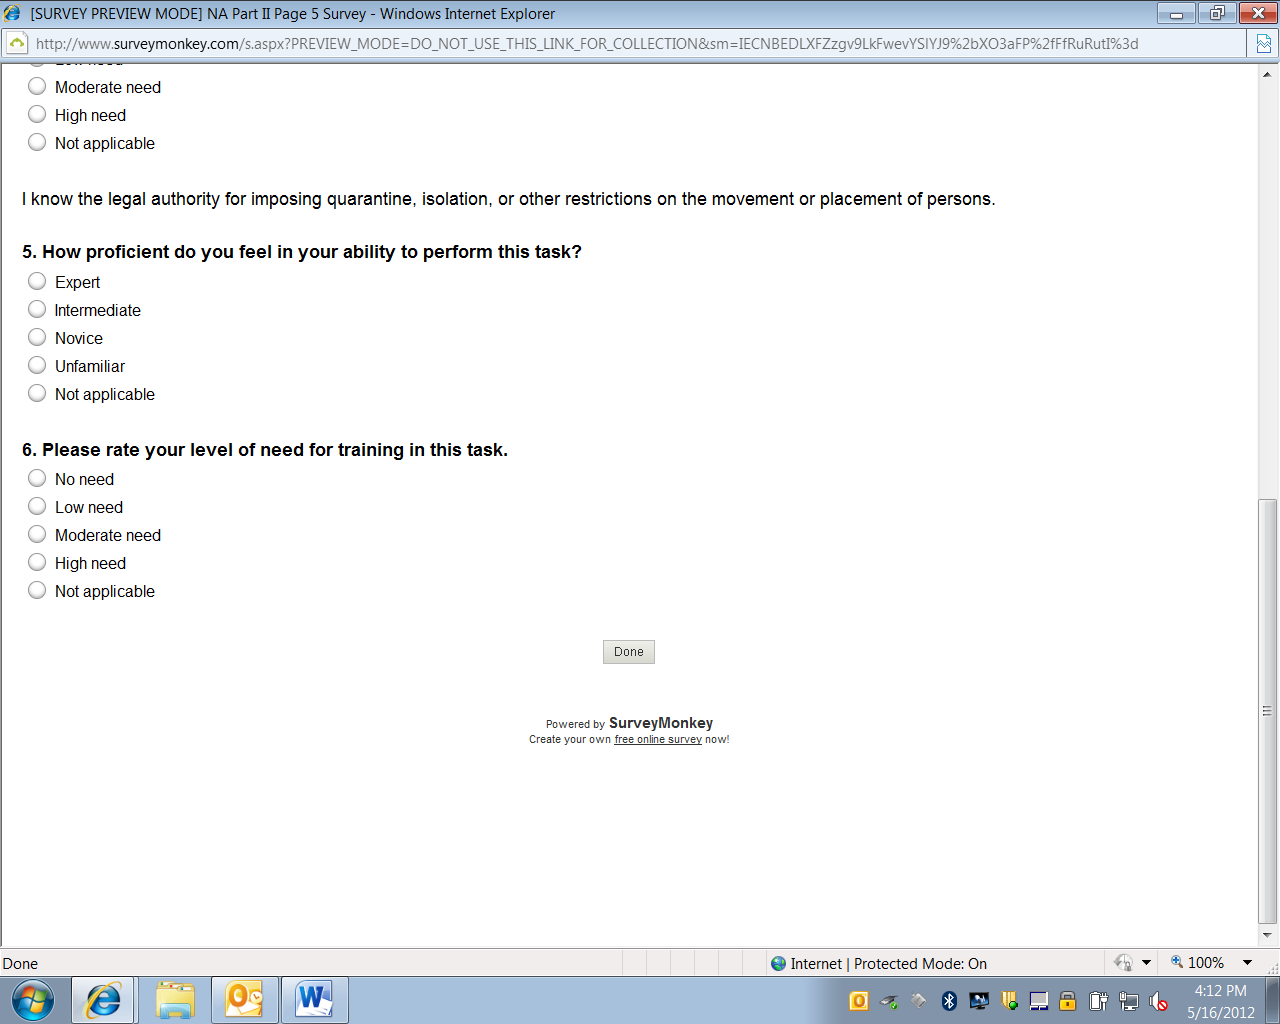 [SURVEY PREVIEW MODE] NA Part II Page 5 Survey - Windows Internet Explorer
http://www.surveymonkey.com/s.aspx?PREVIEW_MODE=DO_NOT_USE_THIS_LINK_FOR_COLLECTION&sm=IECNBEDLXFZzgv9LkFwevYSlYJ9%2bXO3aFP%2fFfRuRutI%3d
Moderate need
High need
Not applicable
I know the legal authority for imposing quarantine, isolation, or other restrictions on the movement or placement of persons.
5. How proficient do you feel in your ability to perform this task?
Expert
Intermediate
Novice
Unfamiliar
Not applicable
6. Please rate your level of need for training in this task.
No need
Low need
Moderate need
High need
Not applicable
Done
Powered by SurveyMonkey
Create your own free online survey now!
Done
Internet | Protected Mode: On
100%
4:12 PM
5/16/2012